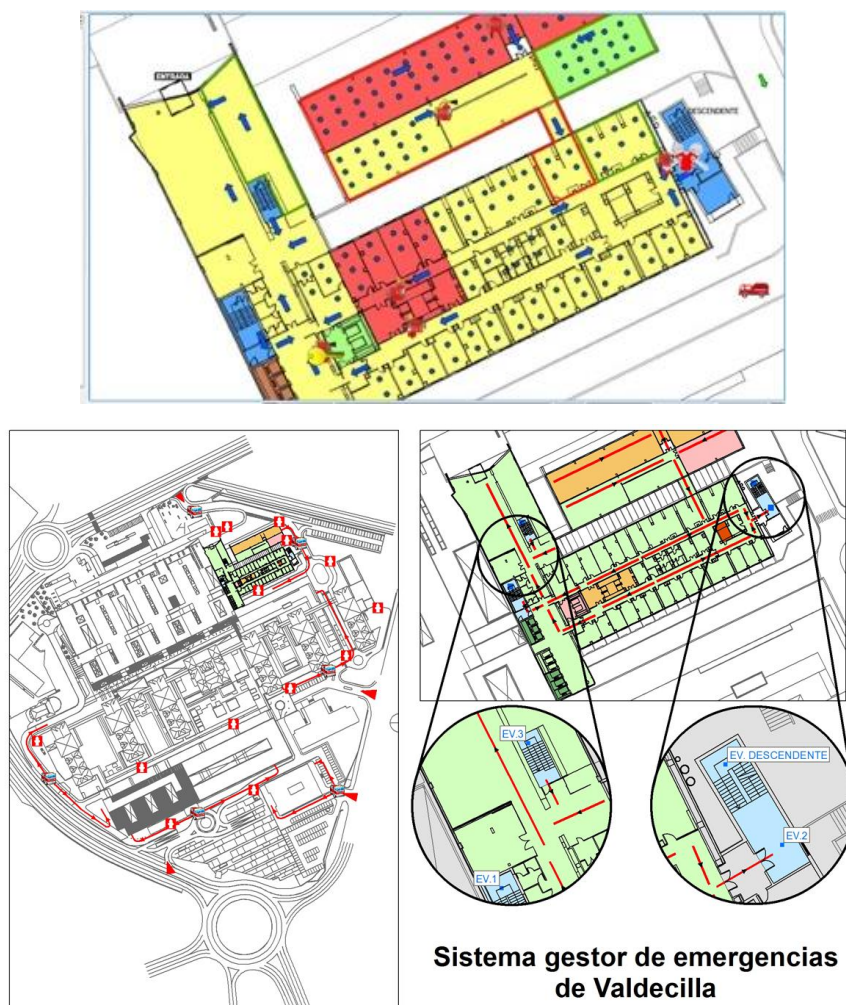 ENTRADA
DESCENDENTE
EV.3
EV.1
EV. DESCENDENTE
EV.2
Sistema gestor de emergencias
de Valdecilla